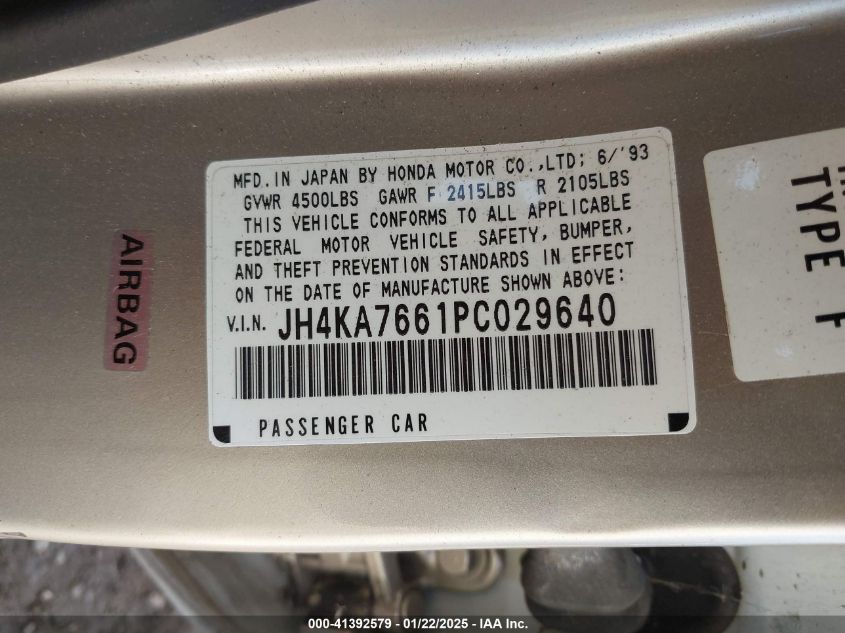 MFD.IN JAPAN BY HONDA MOTOR CO.,LTD; 6/'93
GVWR 4500LBS GAWR F 2415LBS R 2105LBS
THIS VEHICLE CONFORMS TO ALL APPLICABLE
FEDERAL MOTOR VEHICLE SAFETY, BUMPER,
AND THEFT PREVENTION STANDARDS IN EFFECT
ON THE DATE OF MANUFACTURE SHOWN ABOVE:
V.I.N. JH4KA7661PC029640
PASSENGER CAR
AIRBAG
TYPE F
000-41392579 - 01/22/2025 - Copyright © IAA, Inc.